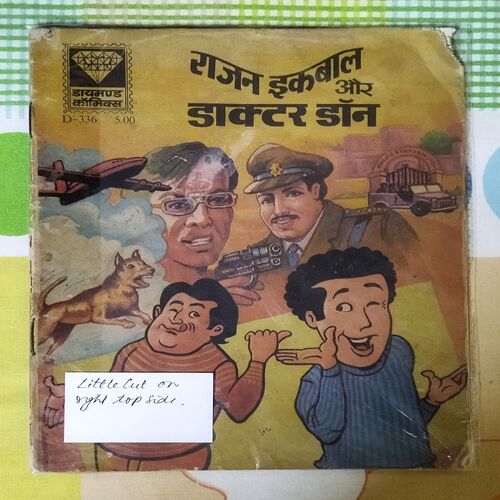 राजन इकबाल
और
डाक्टर डॉन
डायमण्ड
कॉमिक्स
D-336 5.00
Little Cut on
right top side.